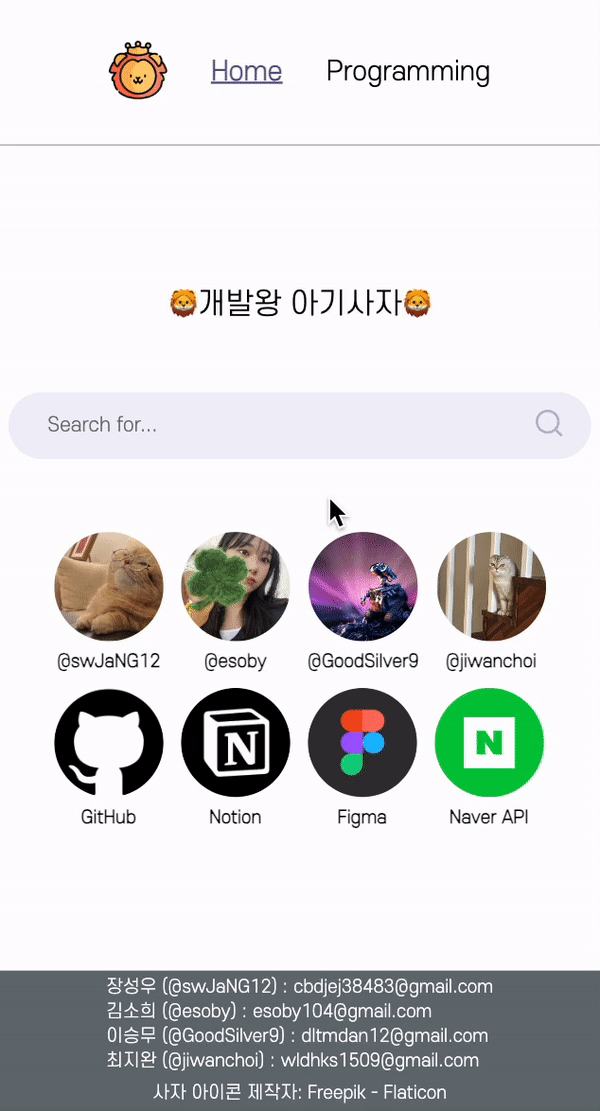 Home Programming
🦁개발왕 아기사자🦁
Search for...
@swJaNG12 @esoby @GoodSilver9 @jiwanchoi
N N
GitHub Notion Figma Naver API
장성우 (@swJaNG12) : cbdjej38483@gmail.com
김소희 (@esoby) : esoby104@gmail.com
이승무 (@GoodSilver9) : dltmdan12@gmail.com
최지완 (@jiwanchoi) : wldhks1509@gmail.com
사자 아이콘 제작자: Freepik - Flaticon